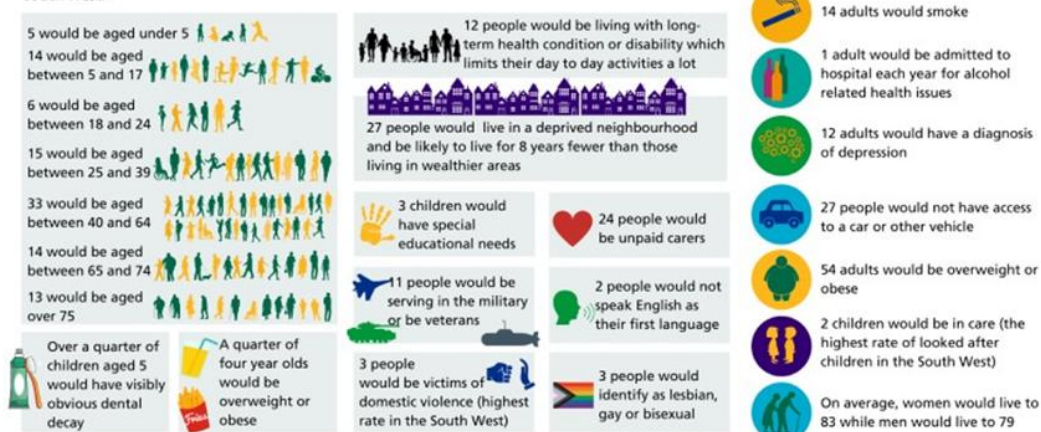 5 would be aged under 5
14 would be aged
between 5 and 17
6 would be aged
between 18 and 24
15 would be aged
between 25 and 39
33 would be aged
between 40 and 64
14 would be aged
between 65 and 74
13 would be aged
over 75
Over a quarter of
children aged 5
would have visibly
obvious dental
decay
A quarter of
four year olds
would be
overweight or
obese
Fries
12 people would be living with long-
term health condition or disability which
limits their day to day activities a lot
27 people would live in a deprived neighbourhood
and be likely to live for 8 years fewer than those
living in wealthier areas
3 children would
have special
educational needs
24 people would
be unpaid carers
11 people would be
serving in the military
or be veterans
2 people would not
speak English as
their first language
3 people
would be victims of
domestic violence (highest
rate in the South West)
3 people would
identify as lesbian,
gay or bisexual
14 adults would smoke
1 adult would be admitted to
hospital each year for alcohol
related health issues
12 adults would have a diagnosis
of depression
27 people would not have access
to a car or other vehicle
54 adults would be overweight or
obese
2 children would be in care (the
highest rate of looked after
children in the South West)
On average, women would live to
83 while men would live to 79